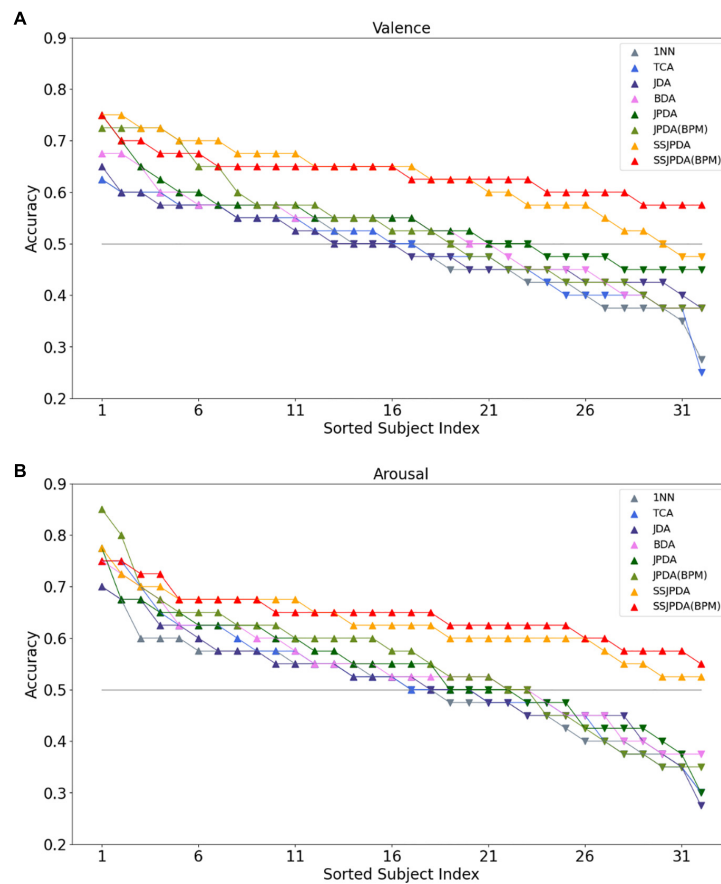 A
Valence
0.9
0.8
0.7
0.6
0.5
0.4
0.3
0.2
Accuracy
1NN
TCA
JDA
BDA
JPDA
JPDA(BPM)
SSJPDA
SSJPDA(BPM)
1 6 11 16 21 26 31
Sorted Subject Index
B
Arousal
0.9
0.8
0.7
0.6
0.5
0.4
0.3
0.2
Accuracy
1NN
TCA
JDA
BDA
JPDA
JPDA(BPM)
SSJPDA
SSJPDA(BPM)
1 6 11 16 21 26 31
Sorted Subject Index